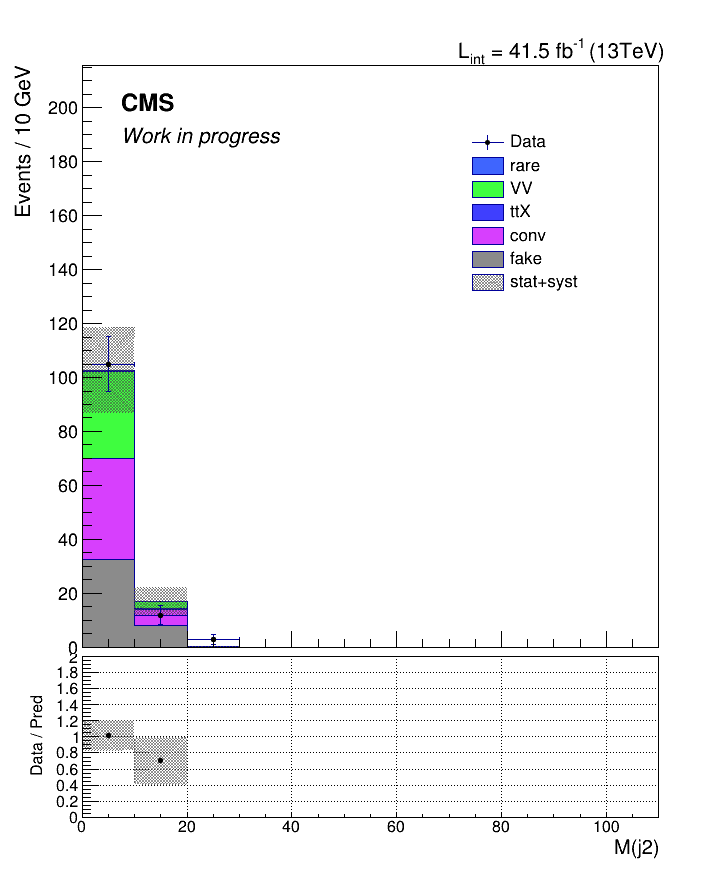 L_int = 41.5 fb^-1 (13TeV)
Events / 10 GeV
CMS
Work in progress
200
180
160
140
120
100
80
60
40
20
0
Data
rare
VV
ttX
conv
fake
stat+syst
Data / Pred
2
1.8
1.6
1.4
1.2
1
0.8
0.6
0.4
0.2
0
0 20 40 60 80 100
M(j2)